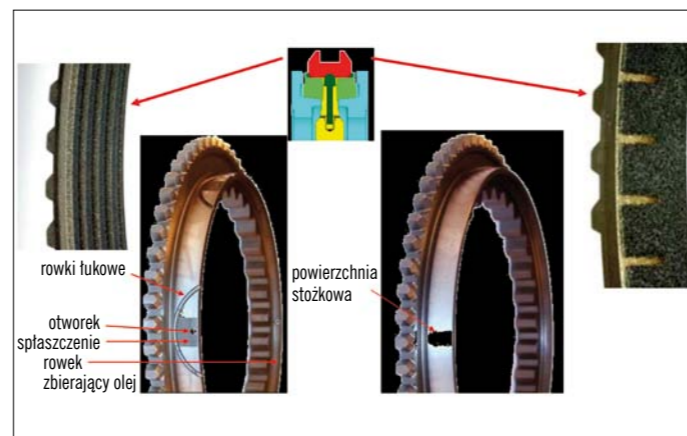 rowki łukowe
otworek
spłaszczenie
rowek
zbierający olej
powierzchnia
stożkowa